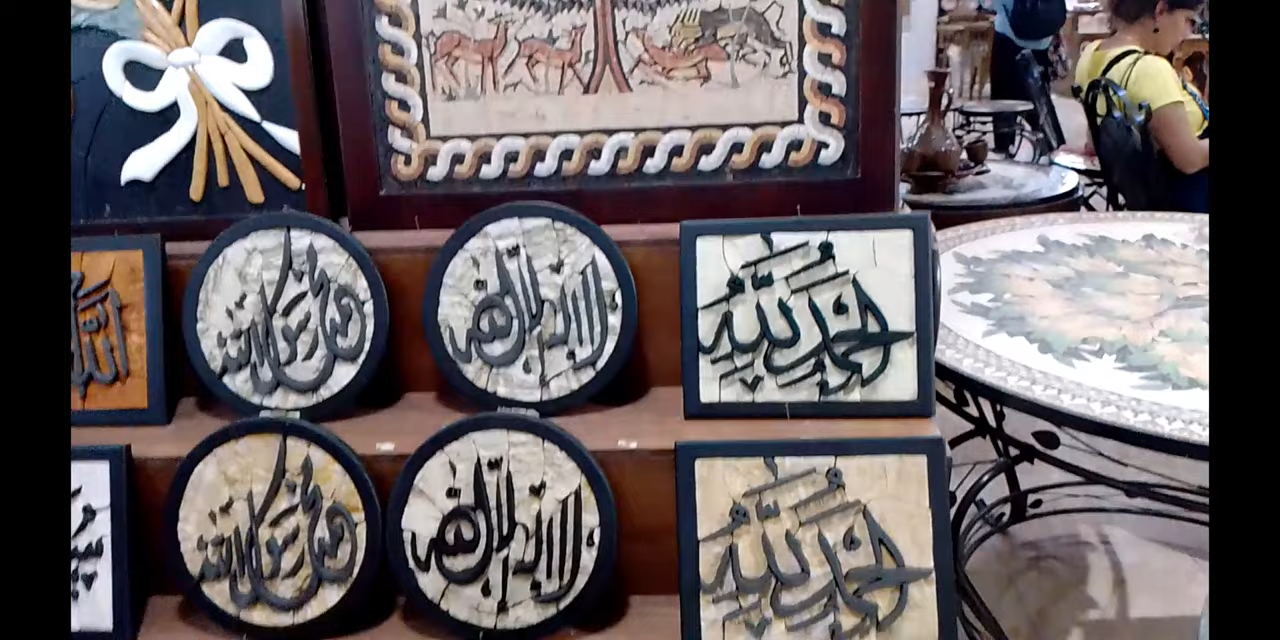 محمد رسول الله
لا إله إلا الله
الحمد لله
محمد رسول الله
لا إله إلا الله
الحمد لله